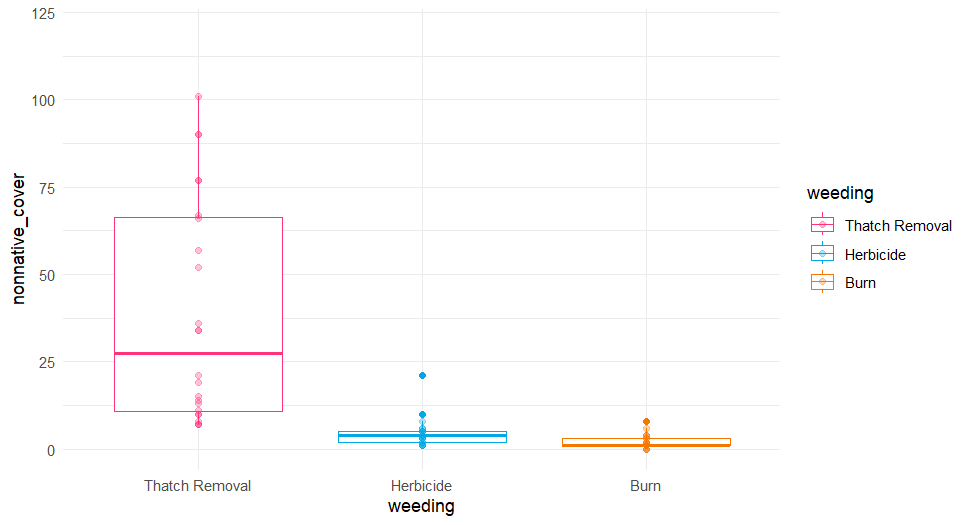 125
100
75
50
25
0
nonnative_cover
Thatch Removal
Herbicide
Burn
weeding
weeding
Thatch Removal
Herbicide
Burn